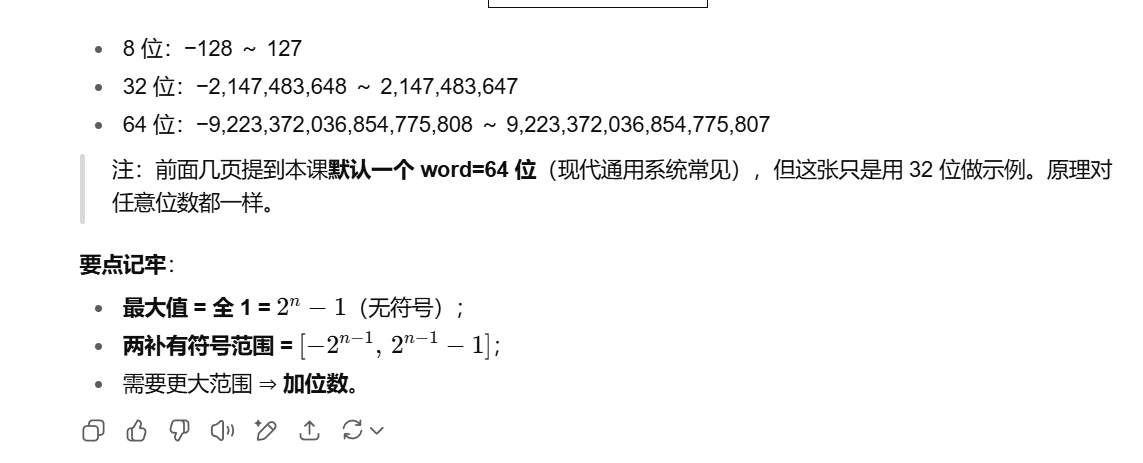 8 位：−128 ～ 127
32 位：−2,147,483,648 ～ 2,147,483,647
64 位：−9,223,372,036,854,775,808 ～ 9,223,372,036,854,775,807
注：前面几页提到本课默认一个 word=64 位（现代通用系统常见），但这张只是用 32 位做示例。原理对
任意位数都一样。
要点记牢：
最大值 = 全 1 = 2ⁿ − 1（无符号）；
两补有符号范围 = [−2ⁿ⁻¹, 2ⁿ⁻¹ − 1]；
需要更大范围 ⇒ 加位数。